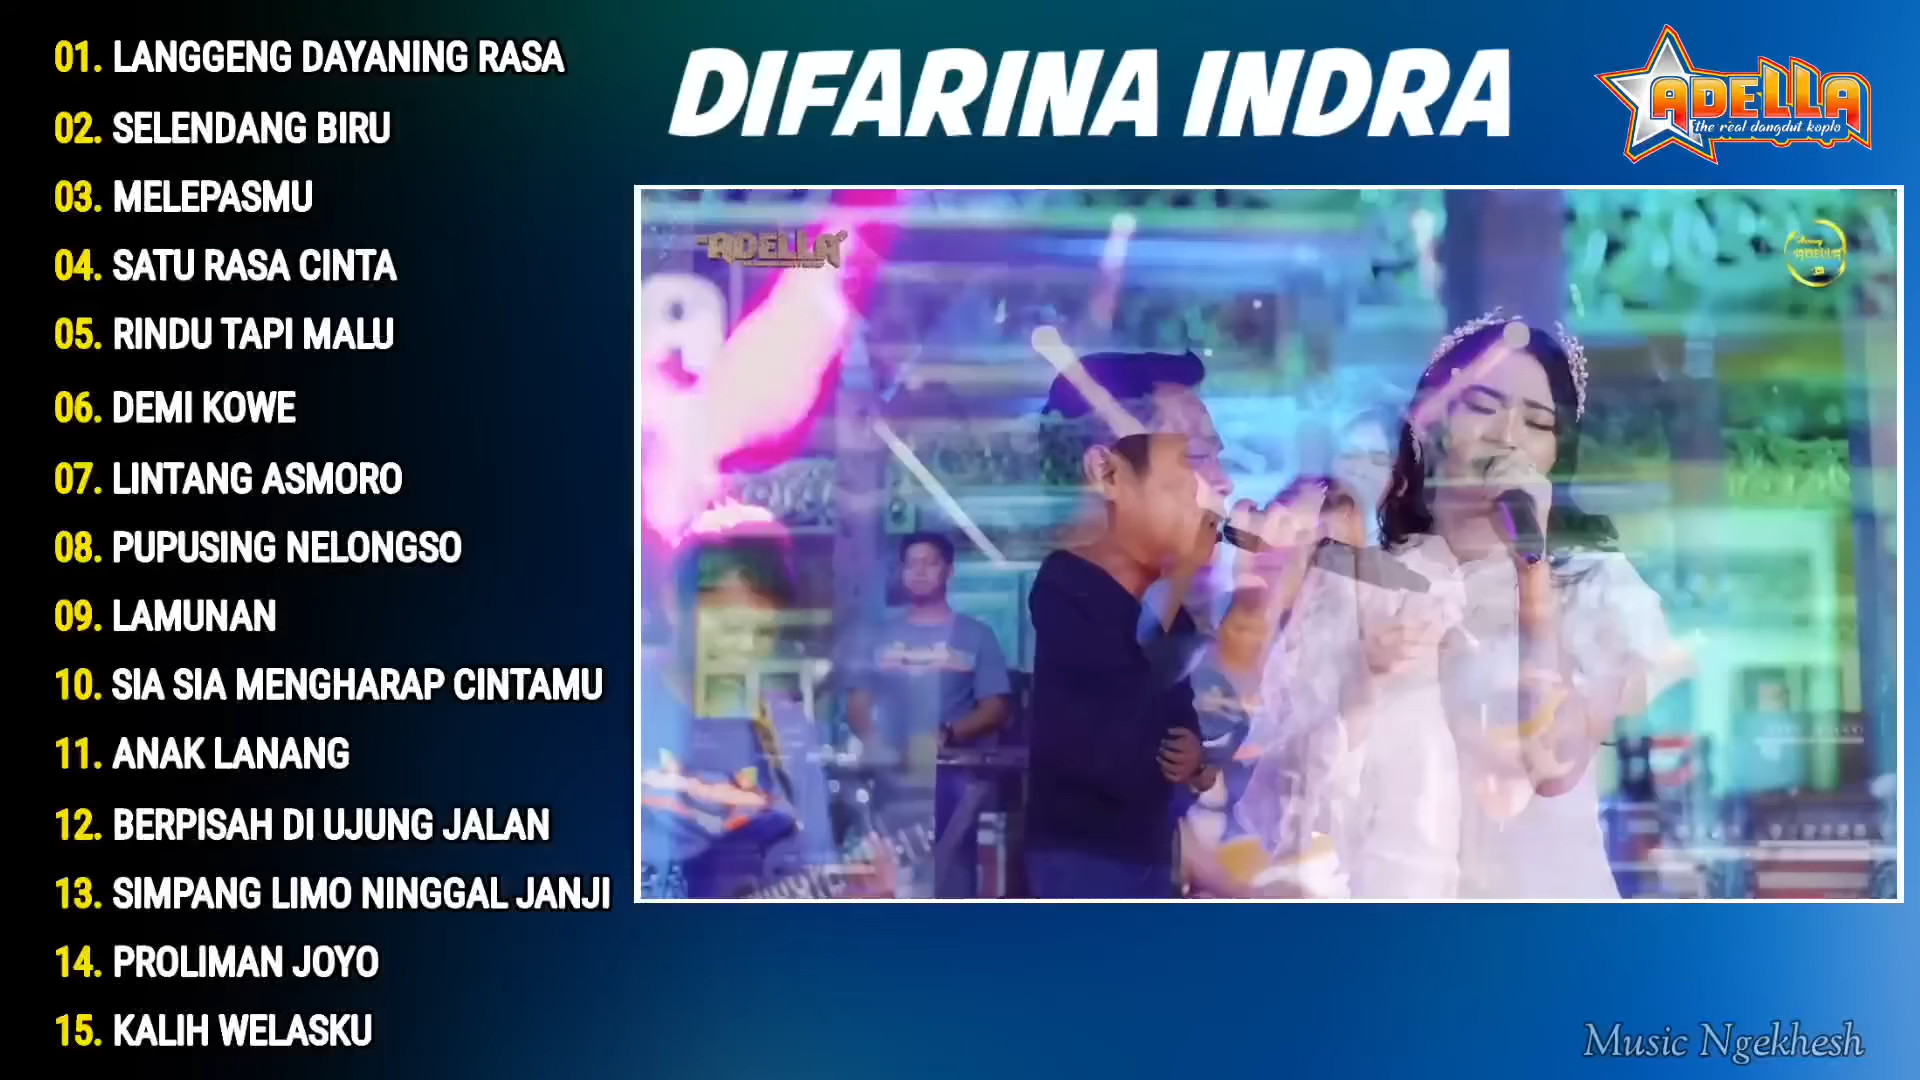 01. LANGGENG DAYANING RASA
02. SELENDANG BIRU
03. MELEPASMU
04. SATU RASA CINTA
05. RINDU TAPI MALU
06. DEMI KOWE
07. LINTANG ASMORO
08. PUPUSING NELONGSO
09. LAMUNAN
10. SIA SIA MENGHARAP CINTAMU
11. ANAK LANANG
12. BERPISAH DI UJUNG JALAN
13. SIMPANG LIMO NINGGAL JANJI
14. PROLIMAN JOYO
15. KALIH WELASKU
DIFARINA INDRA
ADELLA
the real dangdut koplo
ADELLA
ADELLA
Music Ngekhesh